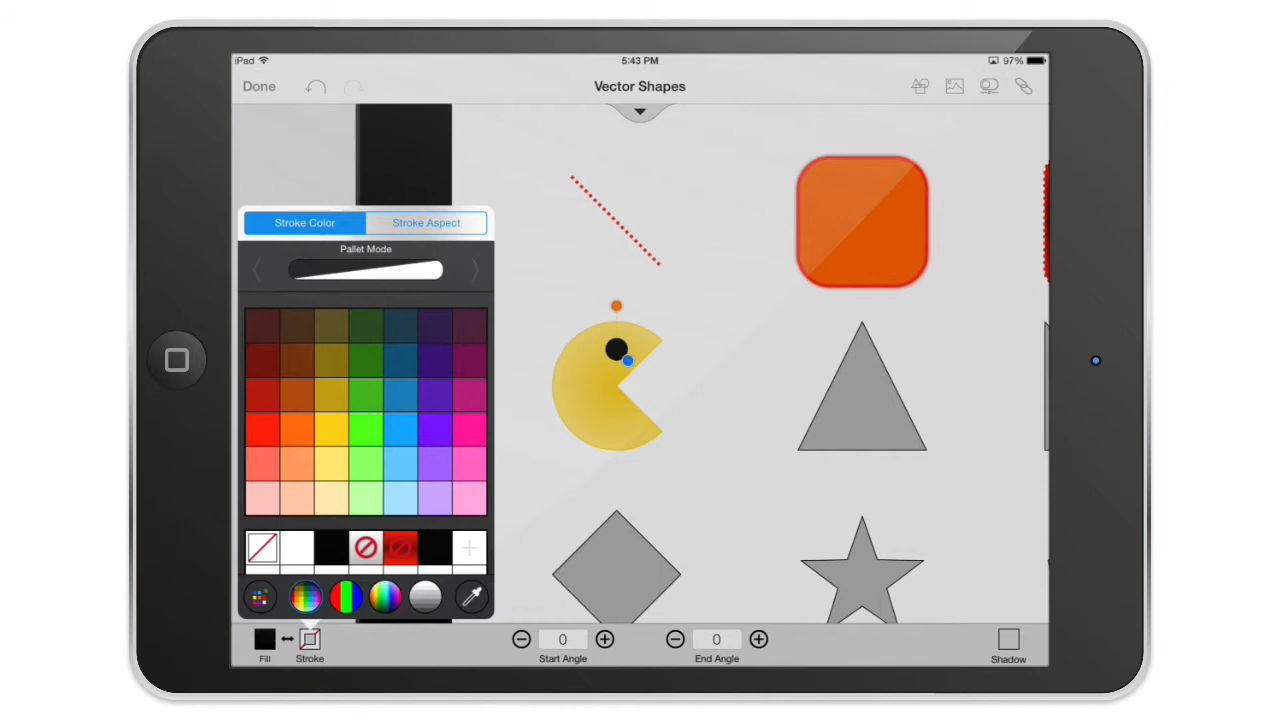 iPad 5:43 PM 97%
Done Vector Shapes
Stroke Color Stroke Aspect
Pallet Mode
0 0
Fill Stroke Start Angle End Angle Shadow